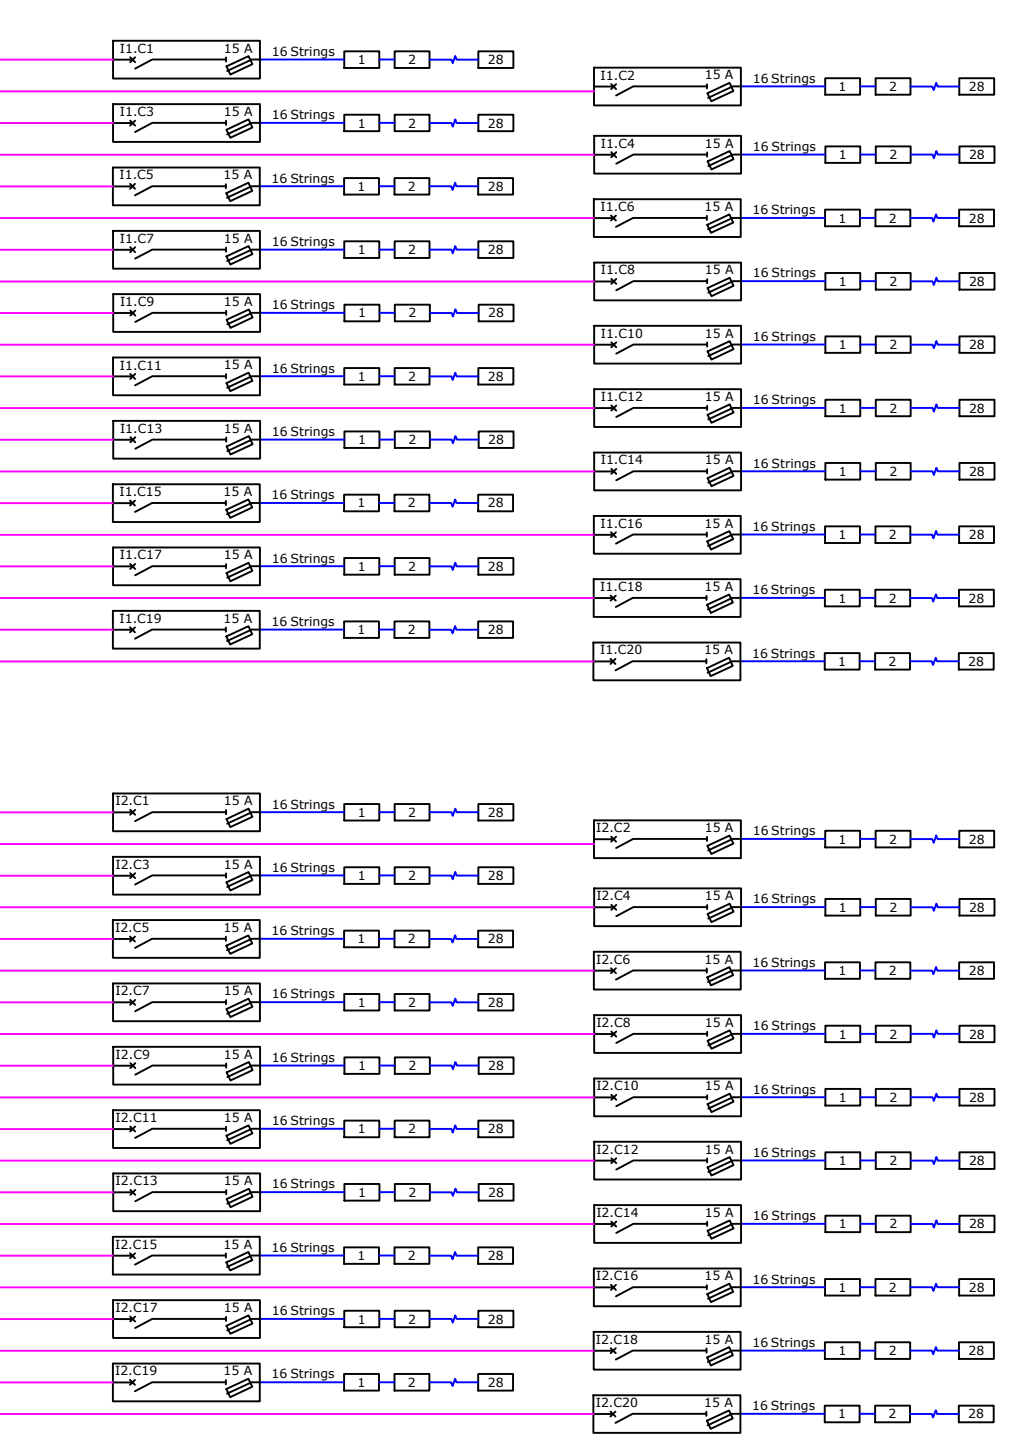 I1.C1 15 A 16 Strings 1 2 28
I1.C2 15 A 16 Strings 1 2 28
I1.C3 15 A 16 Strings 1 2 28
I1.C4 15 A 16 Strings 1 2 28
I1.C5 15 A 16 Strings 1 2 28
I1.C6 15 A 16 Strings 1 2 28
I1.C7 15 A 16 Strings 1 2 28
I1.C8 15 A 16 Strings 1 2 28
I1.C9 15 A 16 Strings 1 2 28
I1.C10 15 A 16 Strings 1 2 28
I1.C11 15 A 16 Strings 1 2 28
I1.C12 15 A 16 Strings 1 2 28
I1.C13 15 A 16 Strings 1 2 28
I1.C14 15 A 16 Strings 1 2 28
I1.C15 15 A 16 Strings 1 2 28
I1.C16 15 A 16 Strings 1 2 28
I1.C17 15 A 16 Strings 1 2 28
I1.C18 15 A 16 Strings 1 2 28
I1.C19 15 A 16 Strings 1 2 28
I1.C20 15 A 16 Strings 1 2 28
I2.C1 15 A 16 Strings 1 2 28
I2.C2 15 A 16 Strings 1 2 28
I2.C3 15 A 16 Strings 1 2 28
I2.C4 15 A 16 Strings 1 2 28
I2.C5 15 A 16 Strings 1 2 28
I2.C6 15 A 16 Strings 1 2 28
I2.C7 15 A 16 Strings 1 2 28
I2.C8 15 A 16 Strings 1 2 28
I2.C9 15 A 16 Strings 1 2 28
I2.C10 15 A 16 Strings 1 2 28
I2.C11 15 A 16 Strings 1 2 28
I2.C12 15 A 16 Strings 1 2 28
I2.C13 15 A 16 Strings 1 2 28
I2.C14 15 A 16 Strings 1 2 28
I2.C15 15 A 16 Strings 1 2 28
I2.C16 15 A 16 Strings 1 2 28
I2.C17 15 A 16 Strings 1 2 28
I2.C18 15 A 16 Strings 1 2 28
I2.C19 15 A 16 Strings 1 2 28
I2.C20 15 A 16 Strings 1 2 28